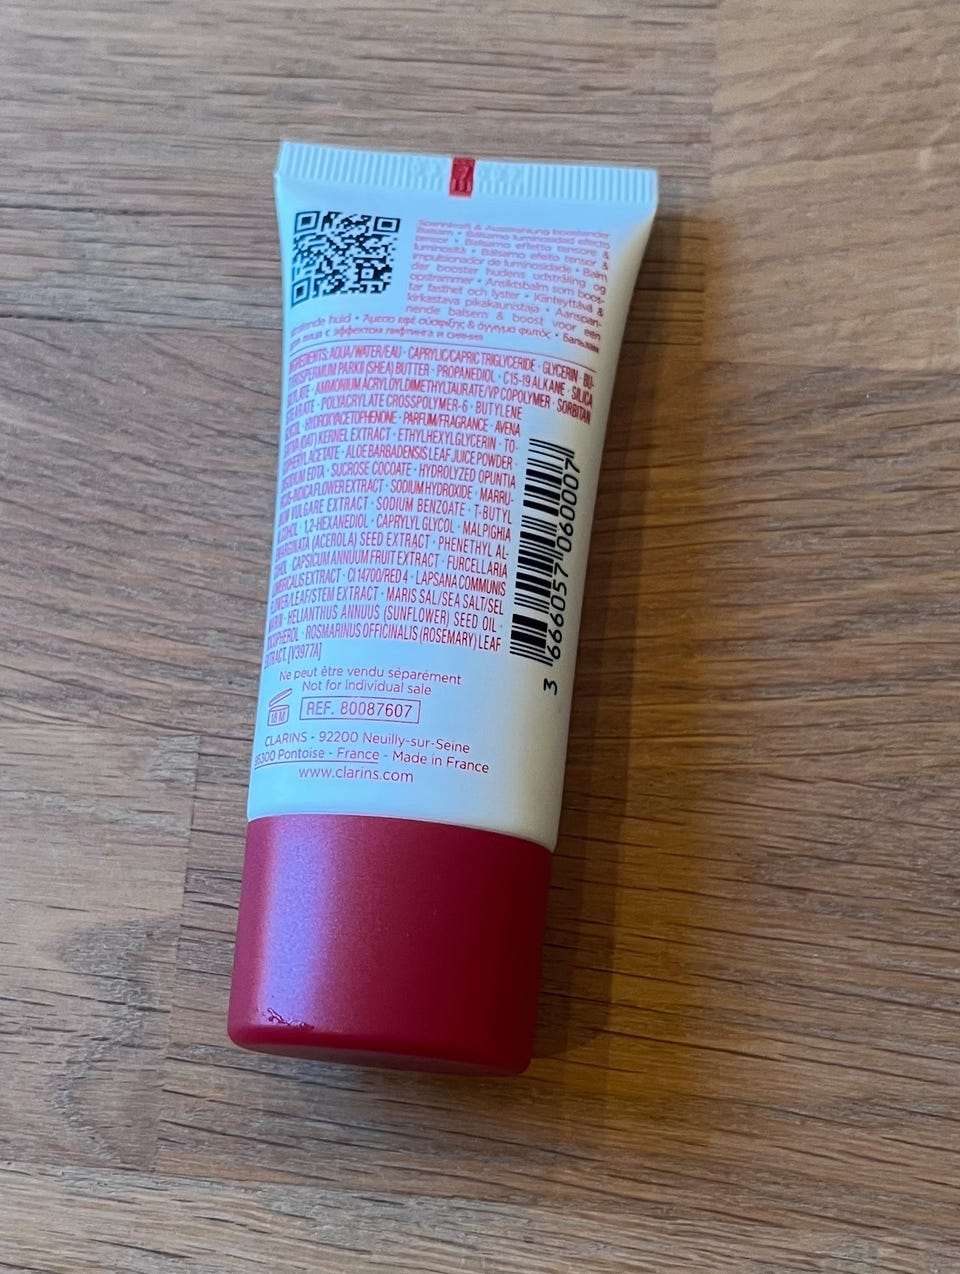 Spannkraft & Ausstrahlung boostender
Balsam • Bálsamo luminosidad efecto
tensor • Balsamo effetto tensore &
luminosità • Bálsamo efeito tensor &
impulsionador de luminosidade • Balm
der booster hudens udstråling og
opstrammer • Ansiktsbalm som boos-
tar fasthet och lyster • Kiinteyttävä &
kirkastava pikakaunistaja • Aanspan-
nende balsem & boost voor een
stralende huid • Άμεσο εφέ σύσφιξης & άγγιγμα φωτός • Бальзам
для лица с эффектом лифтинга и сияния
INGREDIENTS: AQUA/WATER/EAU • CAPRYLIC/CAPRIC TRIGLYCERIDE • GLYCERIN • BU-
TYROSPERMUM PARKII (SHEA) BUTTER • PROPANEDIOL • C15-19 ALKANE • SILICA
SILYLATE • AMMONIUM ACRYLOYLDIMETHYLTAURATE/VP COPOLYMER • SORBITAN
STEARATE • POLYACRYLATE CROSSPOLYMER-6 • BUTYLENE
GLYCOL • HYDROXYACETOPHENONE • PARFUM/FRAGRANCE • AVENA
SATIVA (OAT) KERNEL EXTRACT • ETHYLHEXYLGLYCERIN • TO-
COPHERYL ACETATE • ALOE BARBADENSIS LEAF JUICE POWDER •
DISODIUM EDTA • SUCROSE COCOATE • HYDROLYZED OPUNTIA
FICUS-INDICA FLOWER EXTRACT • SODIUM HYDROXIDE • MARRU-
BIUM VULGARE EXTRACT • SODIUM BENZOATE • T-BUTYL
ALCOHOL • 1,2-HEXANEDIOL • CAPRYLYL GLYCOL • MALPIGHIA
EMARGINATA (ACEROLA) SEED EXTRACT • PHENETHYL AL-
COHOL • CAPSICUM ANNUUM FRUIT EXTRACT • FURCELLARIA
LUMBRICALIS EXTRACT • CI 14700/RED 4 • LAPSANA COMMUNIS
FLOWER/LEAF/STEM EXTRACT • MARIS SAL/SEA SALT/SEL
MARIN • HELIANTHUS ANNUUS (SUNFLOWER) SEED OIL •
TOCOPHEROL • ROSMARINUS OFFICINALIS (ROSEMARY) LEAF
EXTRACT. [V3977A]
3 666057 060007
Ne peut être vendu séparément
Not for individual sale
18 M
REF. 80087607
CLARINS - 92200 Neuilly-sur-Seine
95300 Pontoise - France - Made in France
www.clarins.com